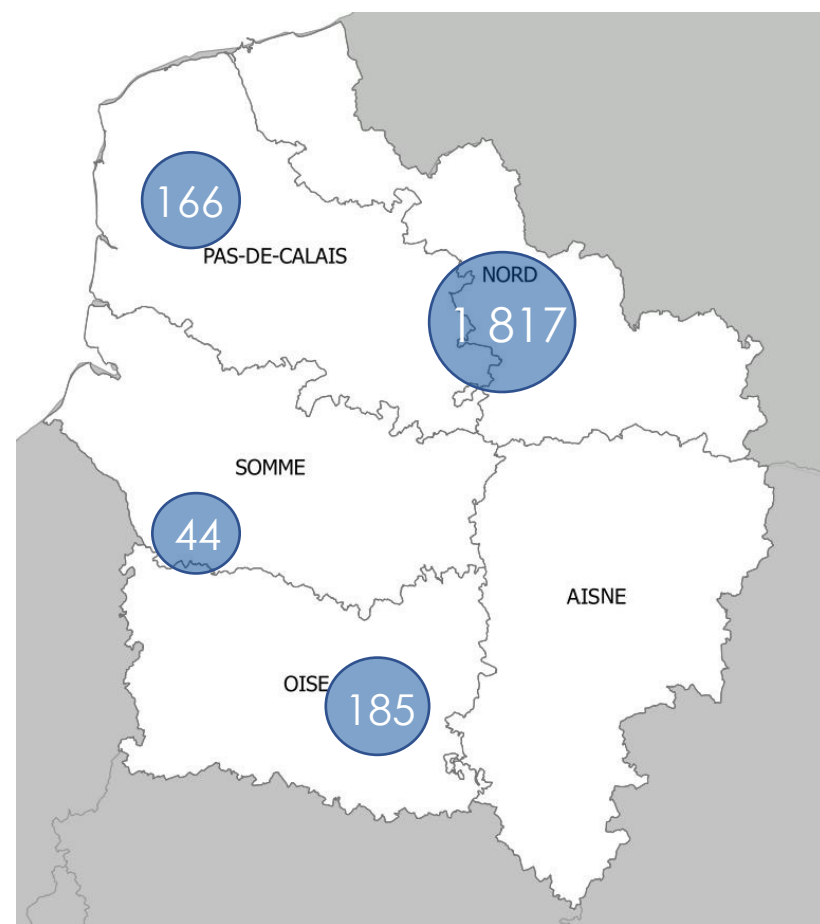 166
PAS-DE-CALAIS
NORD
1 817
SOMME
44
AISNE
OISE
185